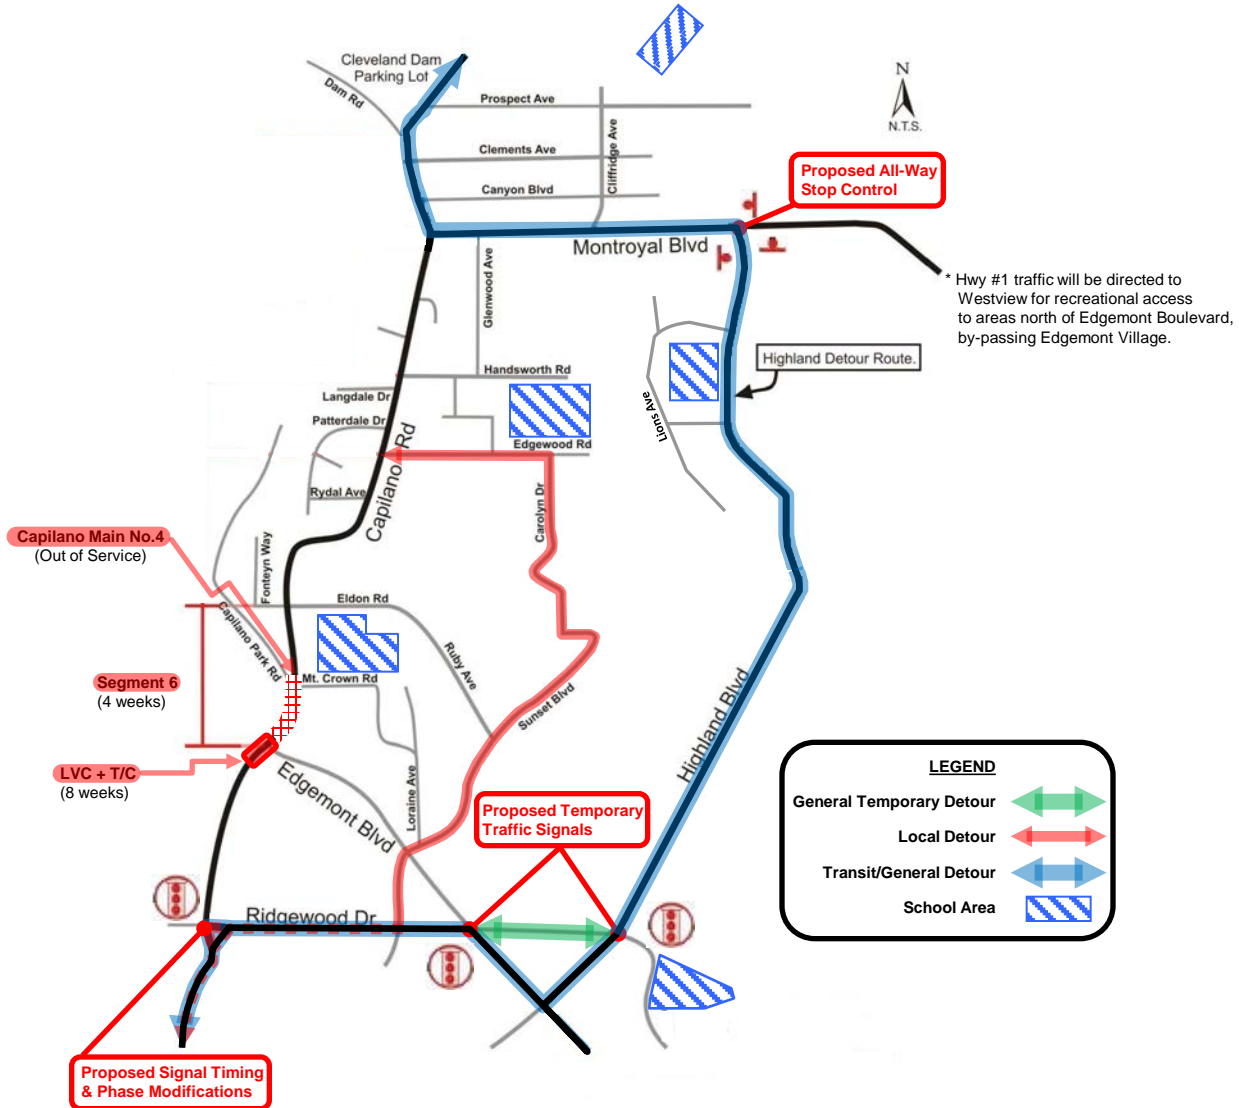 Cleveland Dam
Parking Lot
Dam Rd
Prospect Ave
N
N.T.S.
Clements Ave
Cliffridge Ave
Canyon Blvd
Proposed All-Way
Stop Control
Montroyal Blvd
Glenwood Ave
* Hwy #1 traffic will be directed to
Westview for recreational access
to areas north of Edgemont Boulevard,
by-passing Edgemont Village.
Highland Detour Route.
Handsworth Rd
Langdale Dr
Patterdale Dr
Lions Ave
Edgewood Rd
Capilano Rd
Rydal Ave
Carolyn Dr
Capilano Main No.4
(Out of Service)
Fonteyn Way
Eldon Rd
Capilano Park Rd
Ruby Ave
Mt. Crown Rd
Segment 6
(4 weeks)
Sunset Blvd
Highland Blvd
LVC + T/C
(8 weeks)
Edgemont Blvd
Loraine Ave
Proposed Temporary
Traffic Signals
LEGEND
General Temporary Detour
Local Detour
Transit/General Detour
School Area
Ridgewood Dr
Proposed Signal Timing
& Phase Modifications